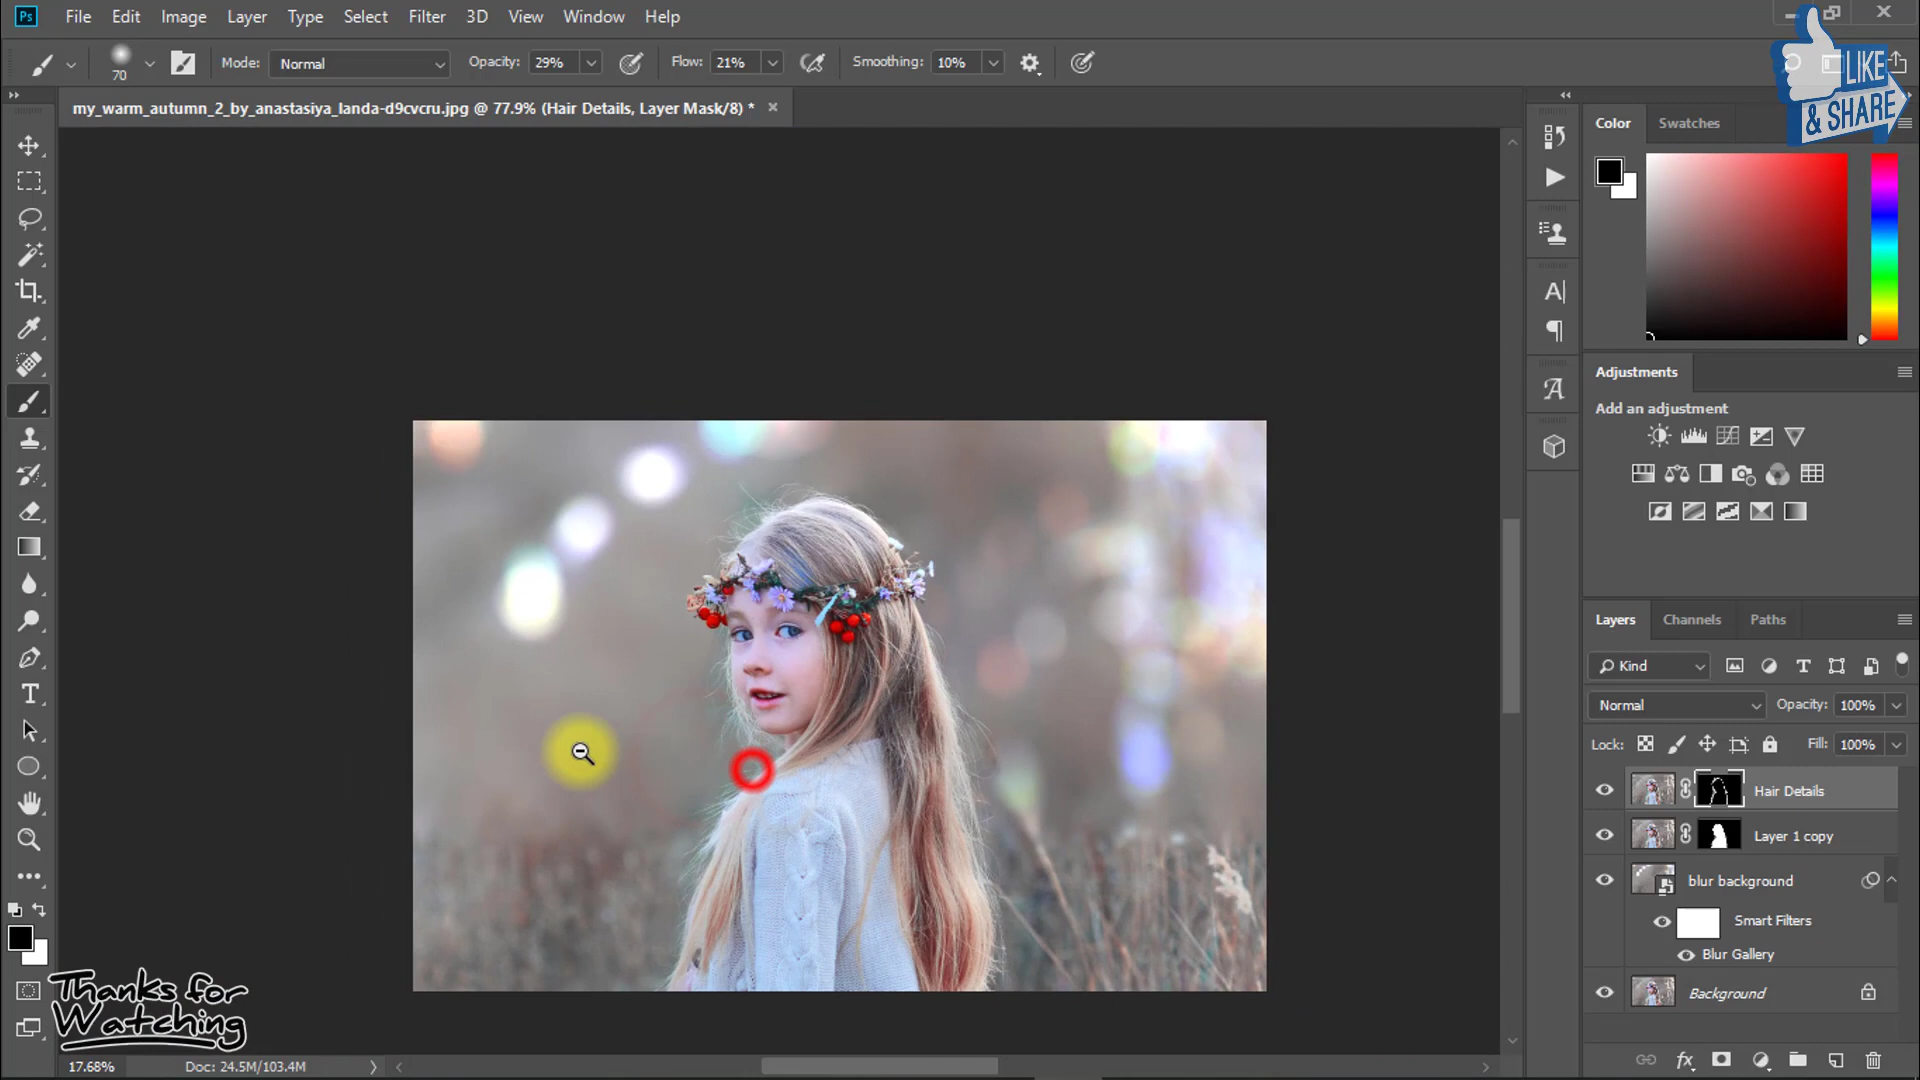 Ps File Edit Image Layer Type Select Filter 3D View Window Help
70 Mode: Normal Opacity: 29% Flow: 21% Smoothing: 10%
LIKE
& SHARE
my_warm_autumn_2_by_anastasiya_landa-d9cvcru.jpg @ 77.9% (Hair Details, Layer Mask/8) *
Color Swatches
Adjustments
Add an adjustment
Layers Channels Paths
Kind
Normal Opacity: 100%
Lock: Fill: 100%
Hair Details
Layer 1 copy
blur background
Smart Filters
Blur Gallery
Background
Thanks for
Watching
17.68% Doc: 24.5M/103.4M